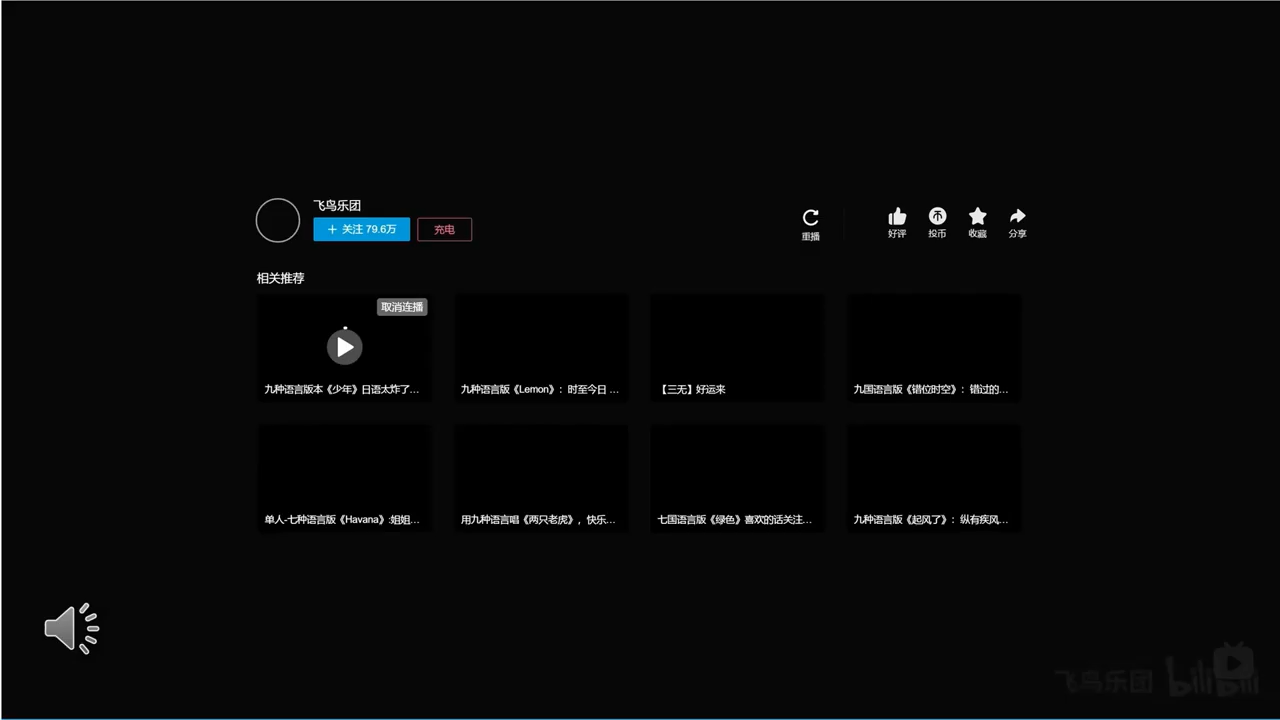 飞鸟乐团
+ 关注 79.6万
充电
重播
好评
投币
收藏
分享
相关推荐
取消连播
九种语言版本《少年》日语太炸了...
九种语言版《Lemon》：时至今日 ...
【三无】好运来
九国语言版《错位时空》：错过的...
单人-七种语言版《Havana》:姐姐...
用九种语言唱《两只老虎》，快乐...
七国语言版《绿色》喜欢的话关注...
九种语言版《起风了》：纵有疾风...
飞鸟乐团 bilibili